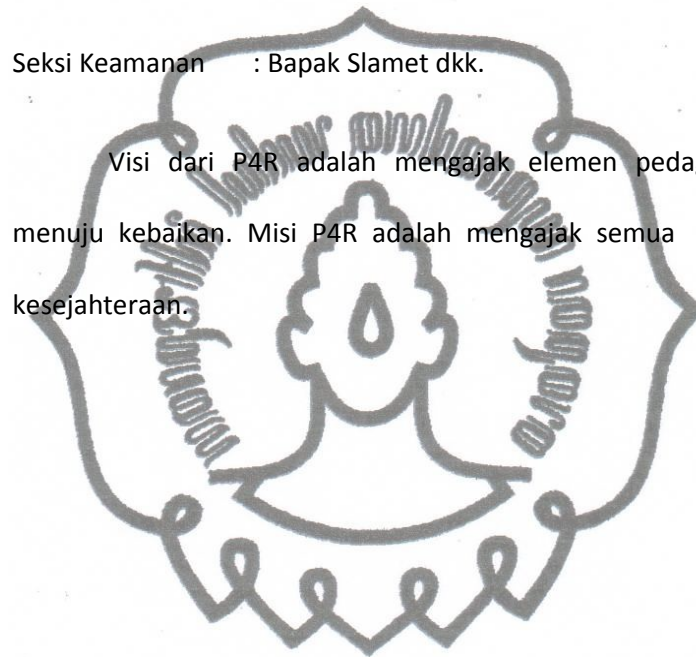 Seksi Keamanan : Bapak Slamet dkk.
Visi dari P4R adalah mengajak elemen peda
menuju kebaikan. Misi P4R adalah mengajak semua
kesejahteraan.